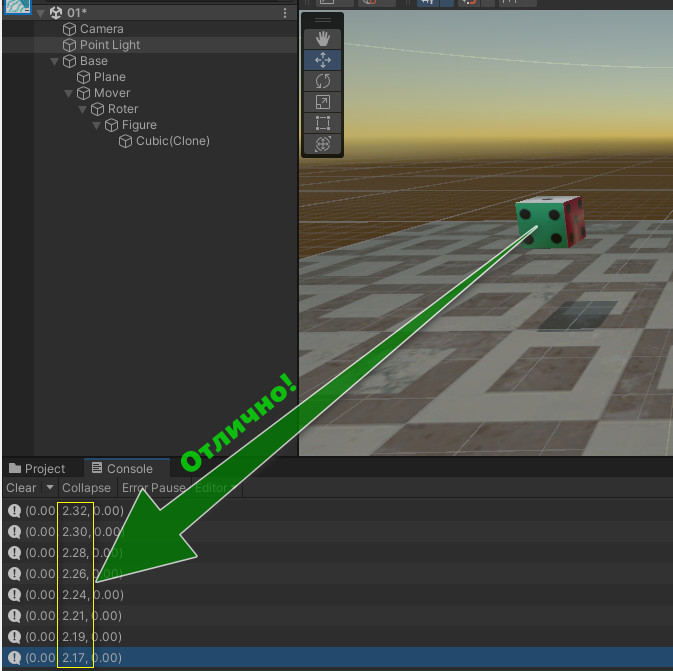 01*
Camera
Point Light
Base
Plane
Mover
Roter
Figure
Cubic(Clone)
Отлично!
Project
Console
Clear
Collapse
Error Pause
Editor
(0.00, 2.32, 0.00)
(0.00, 2.30, 0.00)
(0.00, 2.28, 0.00)
(0.00, 2.26, 0.00)
(0.00, 2.24, 0.00)
(0.00, 2.21, 0.00)
(0.00, 2.19, 0.00)
(0.00, 2.17, 0.00)